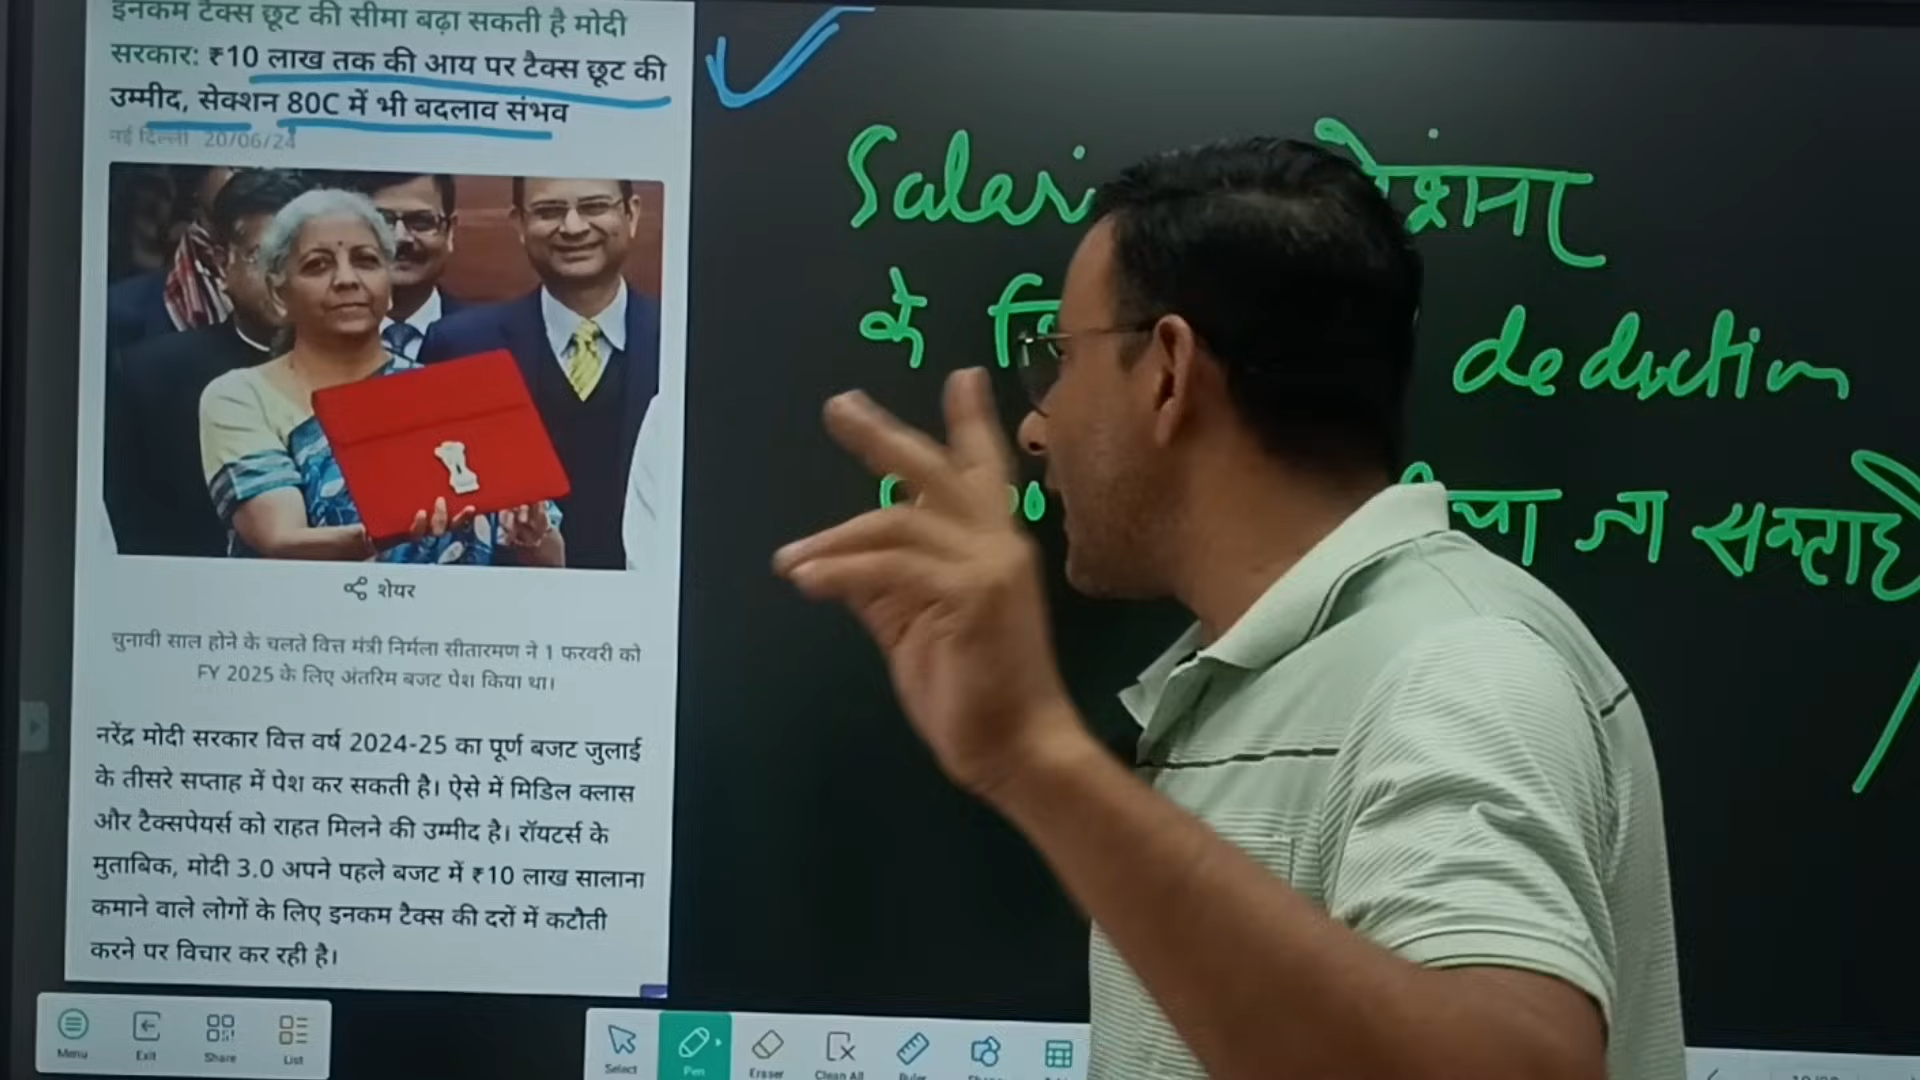 इनकम टैक्स छूट की सीमा बढ़ा सकती है मोदी
सरकार: ₹10 लाख तक की आय पर टैक्स छूट की
उम्मीद, सेक्शन 80C में भी बदलाव संभव
नई दिल्ली 20/06/24
शेयर
चुनावी साल होने के चलते वित्त मंत्री निर्मला सीतारमण ने 1 फरवरी को
FY 2025 के लिए अंतरिम बजट पेश किया था।
नरेंद्र मोदी सरकार वित्त वर्ष 2024-25 का पूर्ण बजट जुलाई
के तीसरे सप्ताह में पेश कर सकती है। ऐसे में मिडिल क्लास
और टैक्सपेयर्स को राहत मिलने की उम्मीद है। रॉयटर्स के
मुताबिक, मोदी 3.0 अपने पहले बजट में ₹10 लाख सालाना
कमाने वाले लोगों के लिए इनकम टैक्स की दरों में कटौती
करने पर विचार कर रही है।
के deduction
Menu Exit Share List
Select Pen Eraser Clean All Ruler